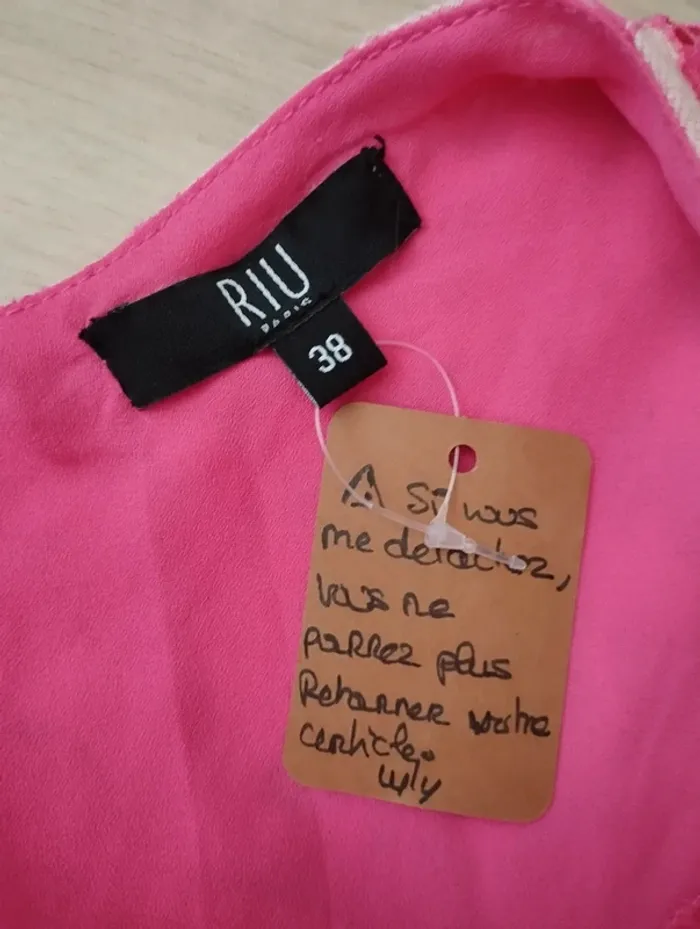 RIU
PARIS
38
⚠ Si vous
me detachez,
vous ne
pourrez plus
Retourner votre
article.